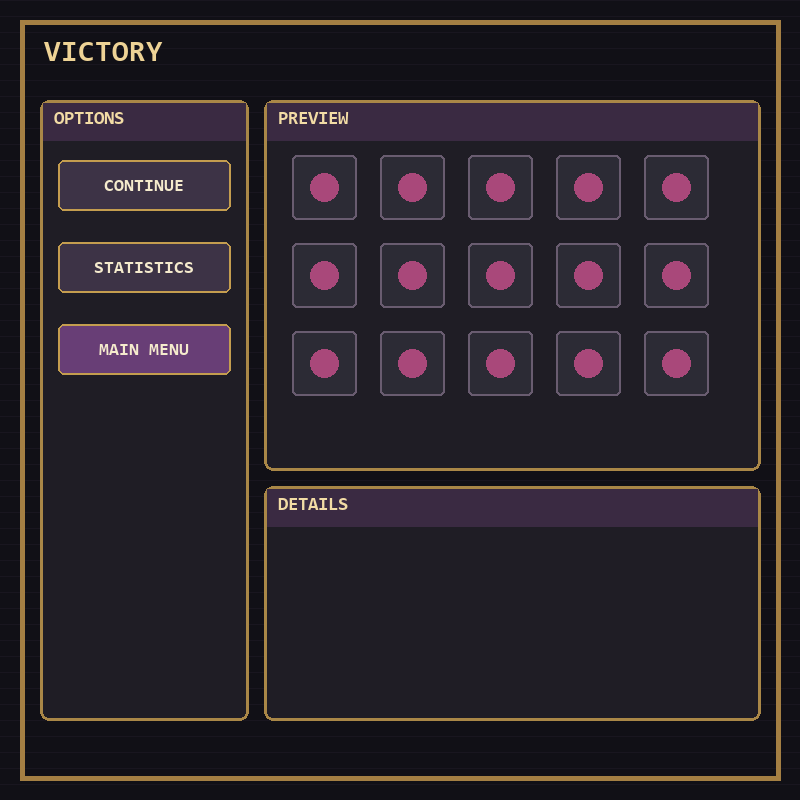 VICTORY
OPTIONS
CONTINUE
STATISTICS
MAIN MENU
PREVIEW
DETAILS